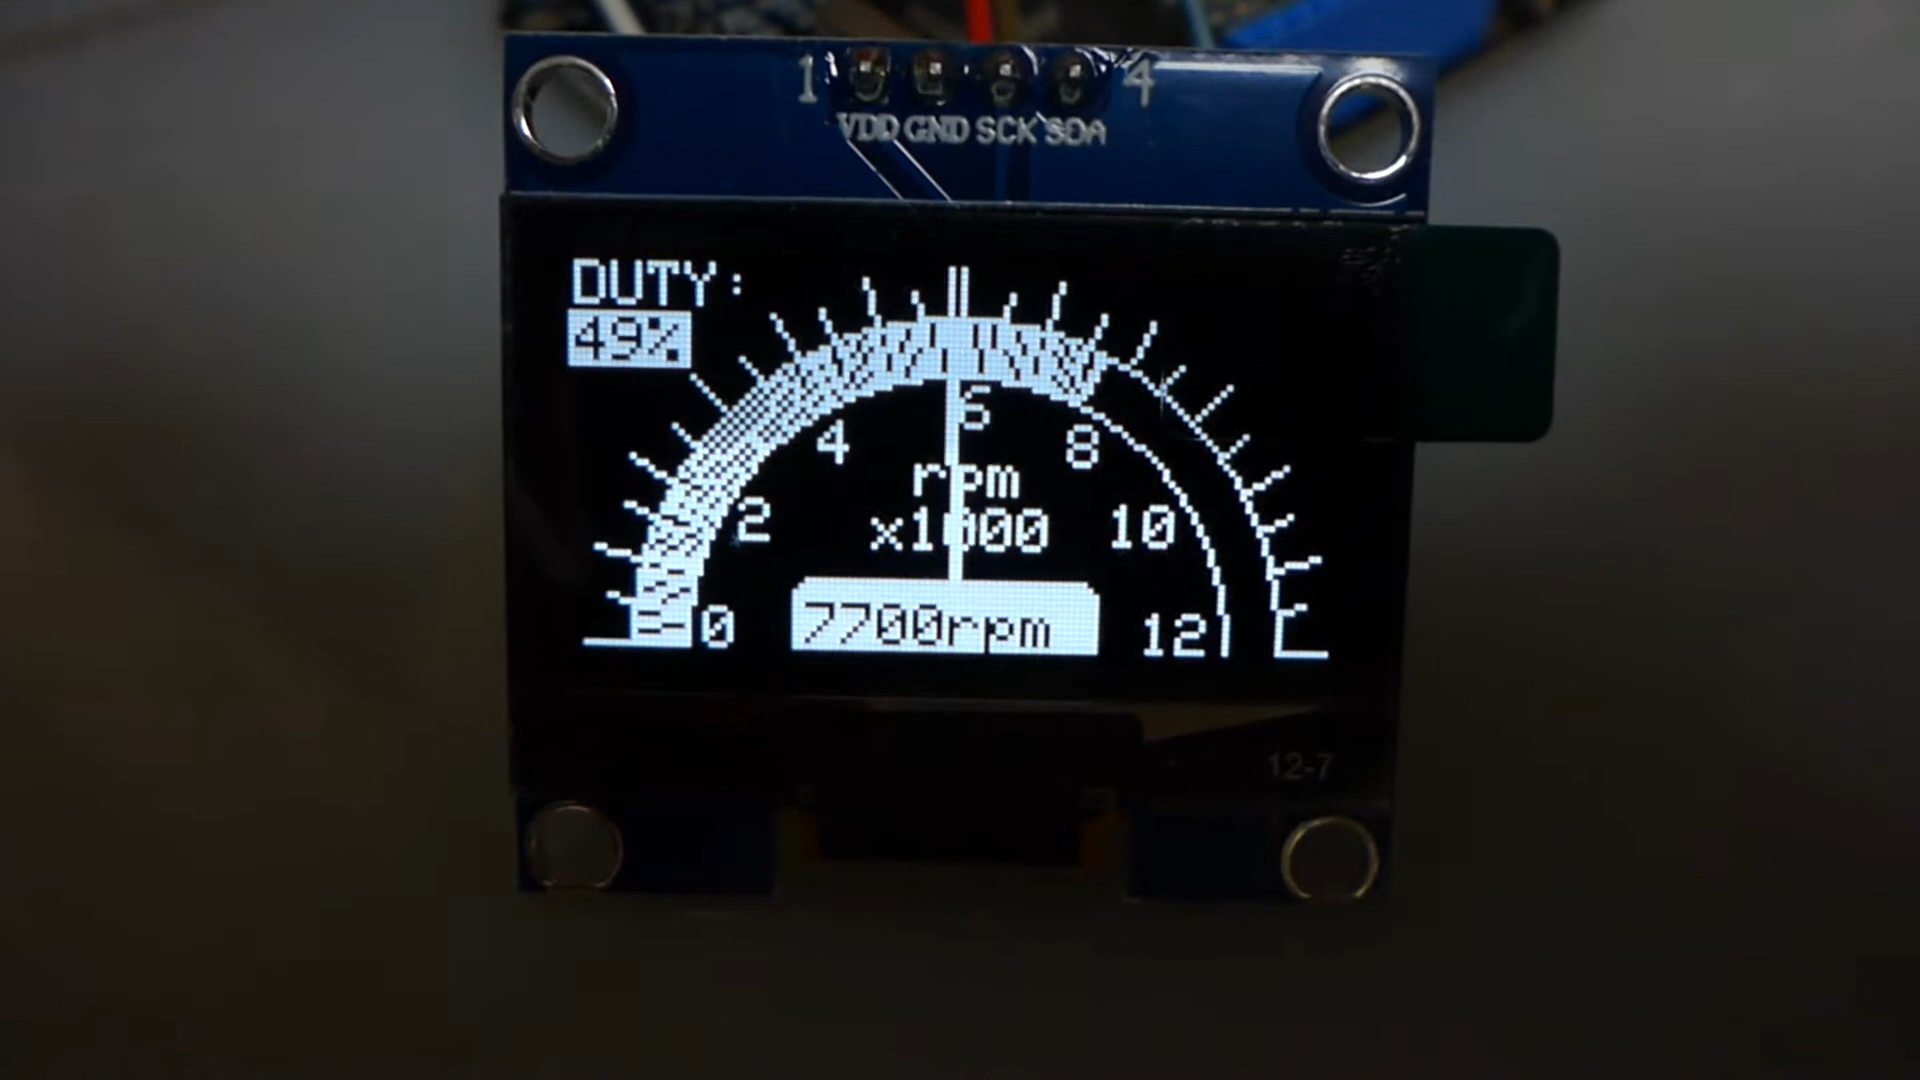 1 4
VDD GND SCK SDA
DUTY:
49%
6
4 8
rpm
2 x1000 10
0 7700rpm 12
12-7